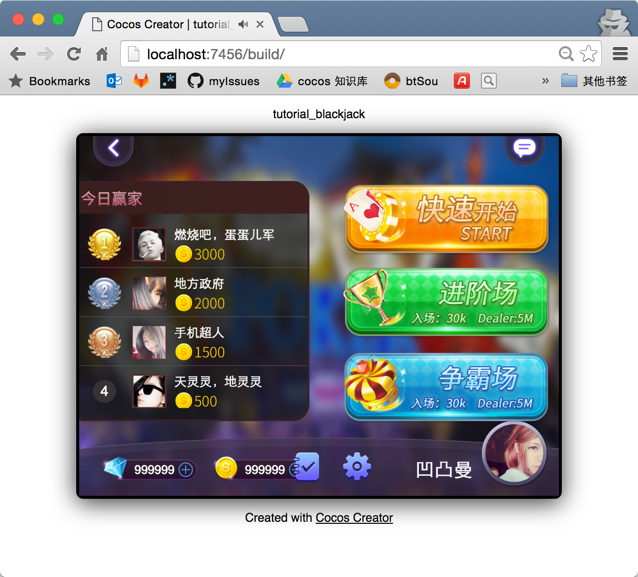 Cocos Creator | tutorial_
localhost:7456/build/
Bookmarks
myIssues
cocos 知识库
btSou
»
其他书签
tutorial_blackjack
今日赢家
1
燃烧吧，蛋蛋儿军
3000
2
地方政府
2000
3
手机超人
1500
4
天灵灵，地灵灵
500
快速开始
START
进阶场
入场：30k Dealer:5M
争霸场
入场：30k Dealer:5M
999999
999999
凹凸曼
Created with Cocos Creator